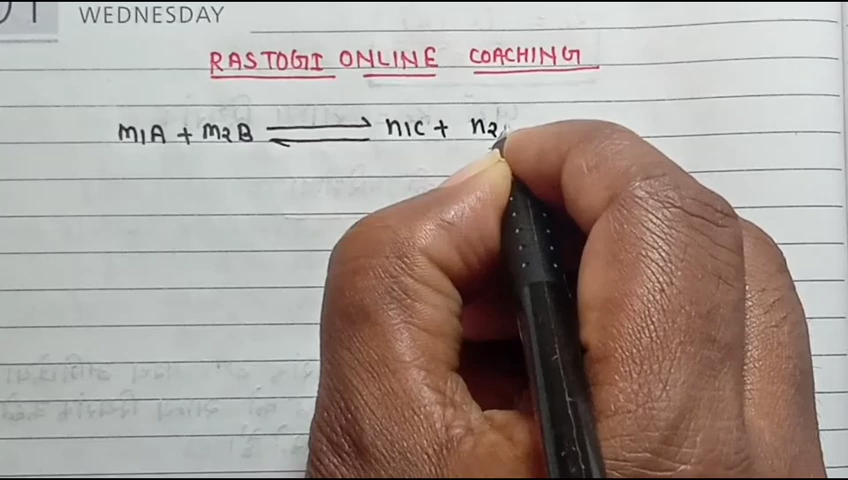 WEDNESDAY
RASTOGI ONLINE COACHING
m1A + m2B ⇌ n1C + n2